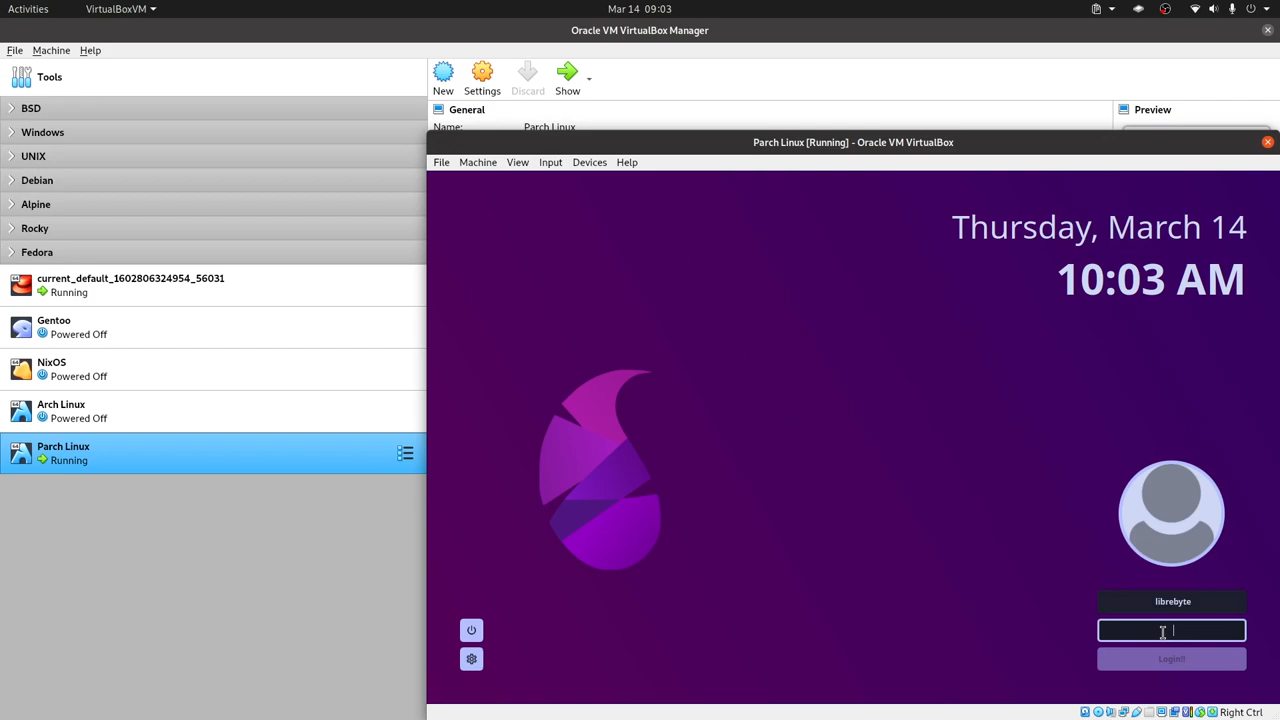 Activities VirtualBoxVM Mar 14 09:03
Oracle VM VirtualBox Manager
File Machine Help
Tools
New Settings Discard Show
BSD
Windows
UNIX
Debian
Alpine
Rocky
Fedora
current_default_1602806324954_56031
Running
Gentoo
Powered Off
NixOS
Powered Off
Arch Linux
Powered Off
Parch Linux
Running
General
Preview
Name: Parch Linux
Parch Linux [Running] - Oracle VM VirtualBox
File Machine View Input Devices Help
Thursday, March 14
10:03 AM
librebyte
Login!!
Right Ctrl